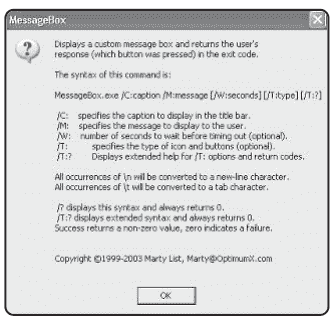 MessageBox
Displays a custom message box and returns the user's
response (which button was pressed) in the exit code.
The syntax of this command is:
MessageBox.exe /C:caption /M:message [/W:seconds] [/T:type] [/T:?]
/C: specifies the caption to display in the title bar.
/M: specifies the message to display to the user.
/W: number of seconds to wait before timing out (optional).
/T: specifies the type of icon and buttons (optional).
/T:? Displays extended help for /T: options and return codes.
All occurrences of \n will be converted to a new-line character.
All occurrences of \t will be converted to a tab character.
/? displays this syntax and always returns 0.
/T:? displays extended syntax and always returns 0.
Success returns a non-zero value, zero indicates a failure.
Copyright ©1999-2003 Marty List, Marty@OptimumX.com
OK